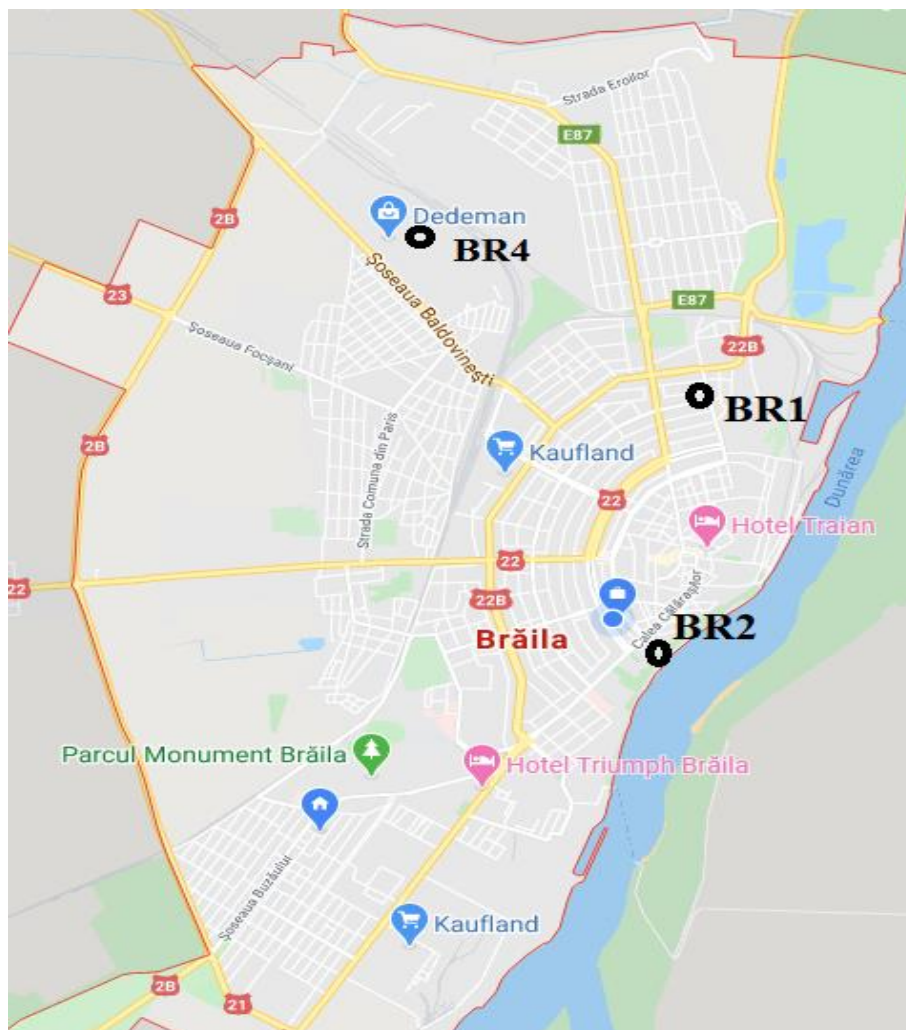 Strada Eroilor
E87
Dedeman
2B
BR4
Șoseaua Baldovinești
23
E87
Șoseaua Focșani
22B
BR1
2B
Strada Comuna din Paris
Kaufland
Dunărea
22
Hotel Traian
22
22
22B
Calea Călărașilor
BR2
Brăila
Parcul Monument Brăila
Hotel Triumph Brăila
Șoseaua Buzăului
Kaufland
2B
21